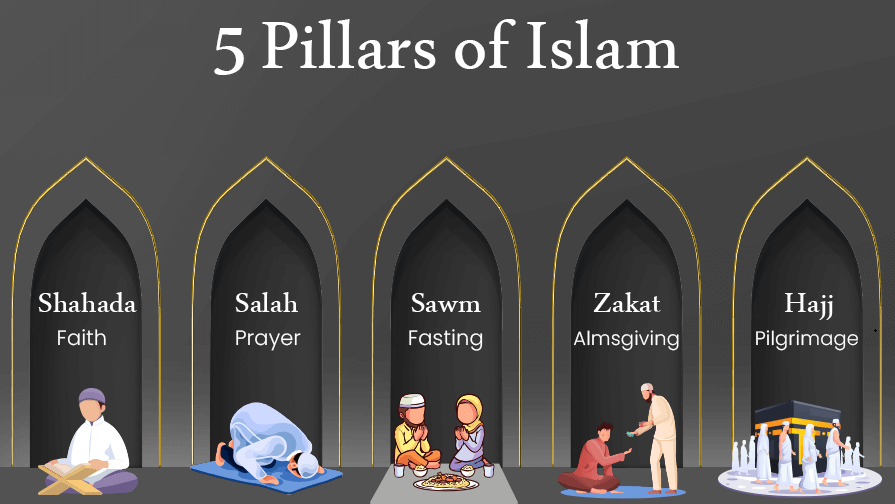 5 Pillars of Islam
Shahada
Faith
Salah
Prayer
Sawm
Fasting
Zakat
Almsgiving
Hajj
Pilgrimage